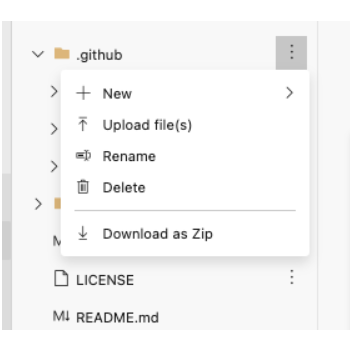 .github
New
Upload file(s)
Rename
Delete
Download as Zip
LICENSE
M↓ README.md